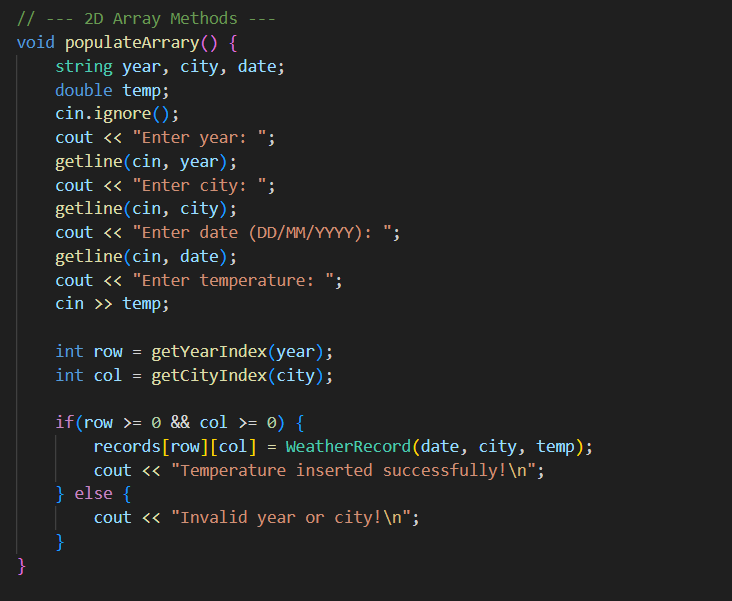 // --- 2D Array Methods ---
void populateArrary() {
    string year, city, date;
    double temp;
    cin.ignore();
    cout << "Enter year: ";
    getline(cin, year);
    cout << "Enter city: ";
    getline(cin, city);
    cout << "Enter date (DD/MM/YYYY): ";
    getline(cin, date);
    cout << "Enter temperature: ";
    cin >> temp;

    int row = getYearIndex(year);
    int col = getCityIndex(city);

    if(row >= 0 && col >= 0) {
        records[row][col] = WeatherRecord(date, city, temp);
        cout << "Temperature inserted successfully!\n";
    } else {
        cout << "Invalid year or city!\n";
    }
}